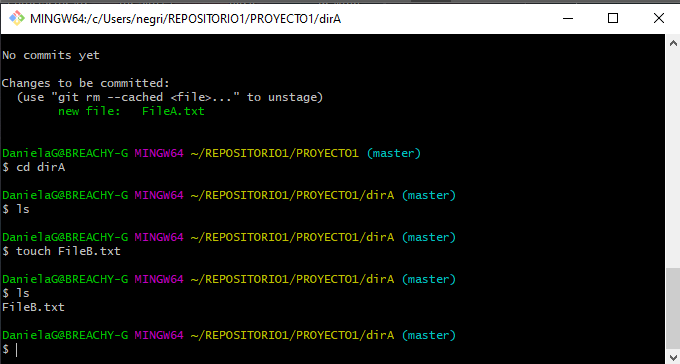 MINGW64:/c/Users/negri/REPOSITORIO1/PROYECTO1/dirA
No commits yet
Changes to be committed:
  (use "git rm --cached <file>..." to unstage)
        new file:   FileA.txt
DanielaG@BREACHY-G MINGW64 ~/REPOSITORIO1/PROYECTO1 (master)
$ cd dirA
DanielaG@BREACHY-G MINGW64 ~/REPOSITORIO1/PROYECTO1/dirA (master)
$ ls
DanielaG@BREACHY-G MINGW64 ~/REPOSITORIO1/PROYECTO1/dirA (master)
$ touch FileB.txt
DanielaG@BREACHY-G MINGW64 ~/REPOSITORIO1/PROYECTO1/dirA (master)
$ ls
FileB.txt
DanielaG@BREACHY-G MINGW64 ~/REPOSITORIO1/PROYECTO1/dirA (master)
$